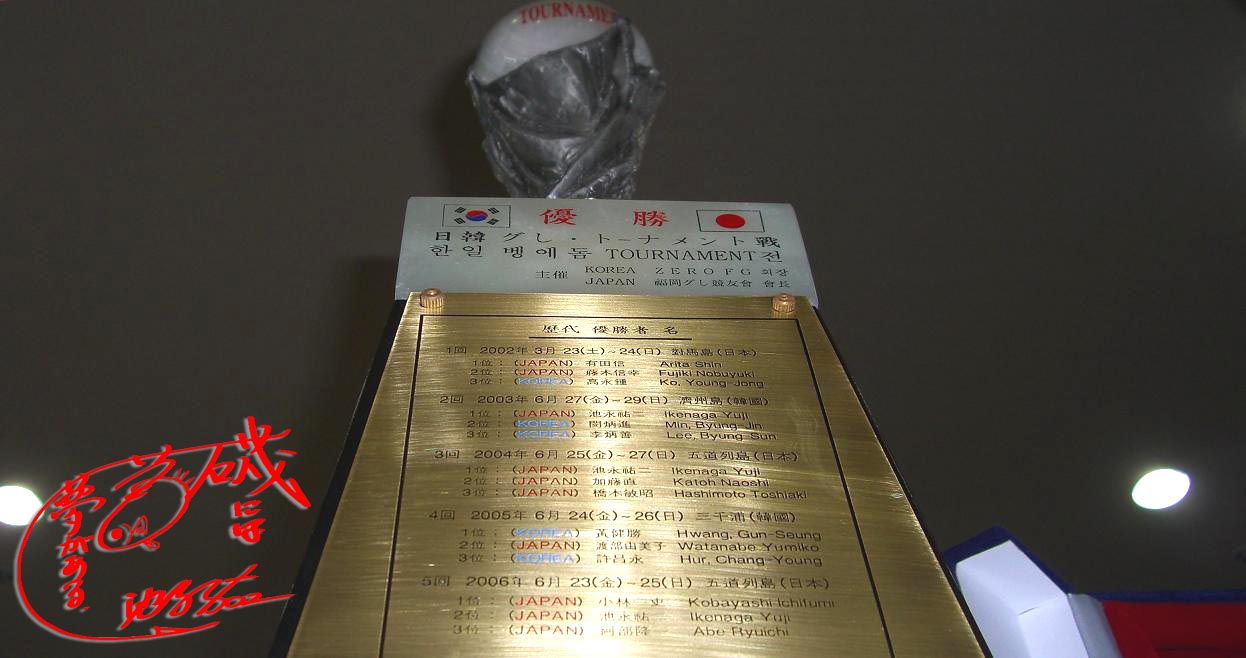 TOURNAME
優 勝
日韓 グレ・トーナメント戦
한일 벵에돔 TOURNAMENT전
主催 KOREA ZERO FG 회장
JAPAN 福岡グレ競友會 會長
歷代 優勝者 名
1回 2002年 3月 23(土)~24(日) 對馬島(日本)
1位 : (JAPAN) 有田信 Arita Shin
2位 : (JAPAN) 藤木信幸 Fujiki Nobuyuki
3位 : (KOREA) 高永鍾 Ko, Young-Jong
2回 2003年 6月 27(金)~29(日) 濟州島(韓國)
1位 : (JAPAN) 池永祐二 Ikenaga Yuji
2位 : (KOREA) 閔炳進 Min, Byung-Jin
3位 : (KOREA) 李炳善 Lee, Byung-Sun
3回 2004年 6月 25(金)~27(日) 五道列島(日本)
1位 : (JAPAN) 池永祐二 Ikenaga Yuji
2位 : (JAPAN) 加藤直 Katoh Naoshi
3位 : (JAPAN) 橋本敏昭 Hashimoto Toshiaki
4回 2005年 6月 24(金)~26(日) 三千浦(韓國)
1位 : (KOREA) 黃健勝 Hwang, Gun-Seung
2位 : (JAPAN) 渡部由美子 Watanabe Yumiko
3位 : (KOREA) 許昌永 Hur, Chang-Young
5回 2006年 6月 23(金)~25(日) 五道列島(日本)
1位 : (JAPAN) 小林一史 Kobayashi Ichifumi
2位 : (JAPAN) 池永祐二 Ikenaga Yuji
3位 : (JAPAN) 阿部隆 Abe Ryuichi
夢がある
磯